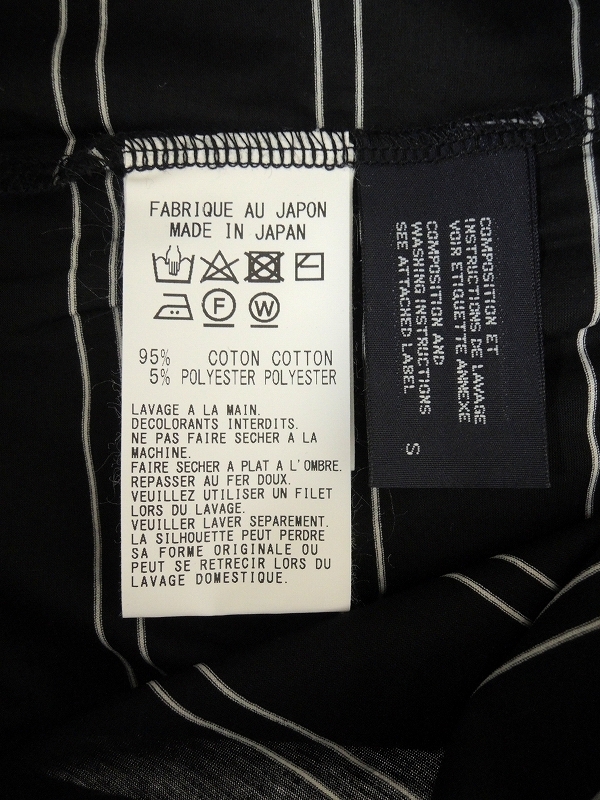 FABRIQUE AU JAPON
MADE IN JAPAN
F
W
95% COTON COTTON
5% POLYESTER POLYESTER
LAVAGE A LA MAIN.
DECOLORANTS INTERDITS.
NE PAS FAIRE SECHER A LA
MACHINE.
FAIRE SECHER A PLAT A L'OMBRE.
REPASSER AU FER DOUX.
VEUILLEZ UTILISER UN FILET
LORS DU LAVAGE.
VEUILLER LAVER SEPAREMENT.
LA SILHOUETTE PEUT PERDRE
SA FORME ORIGINALE OU
PEUT SE RETRECIR LORS DU
LAVAGE DOMESTIQUE.
COMPOSITION ET
INSTRUCTIONS DE LAVAGE
VOIR ETIQUETTE ANNEXE
COMPOSITION AND
WASHING INSTRUCTIONS
SEE ATTACHED LABEL
S